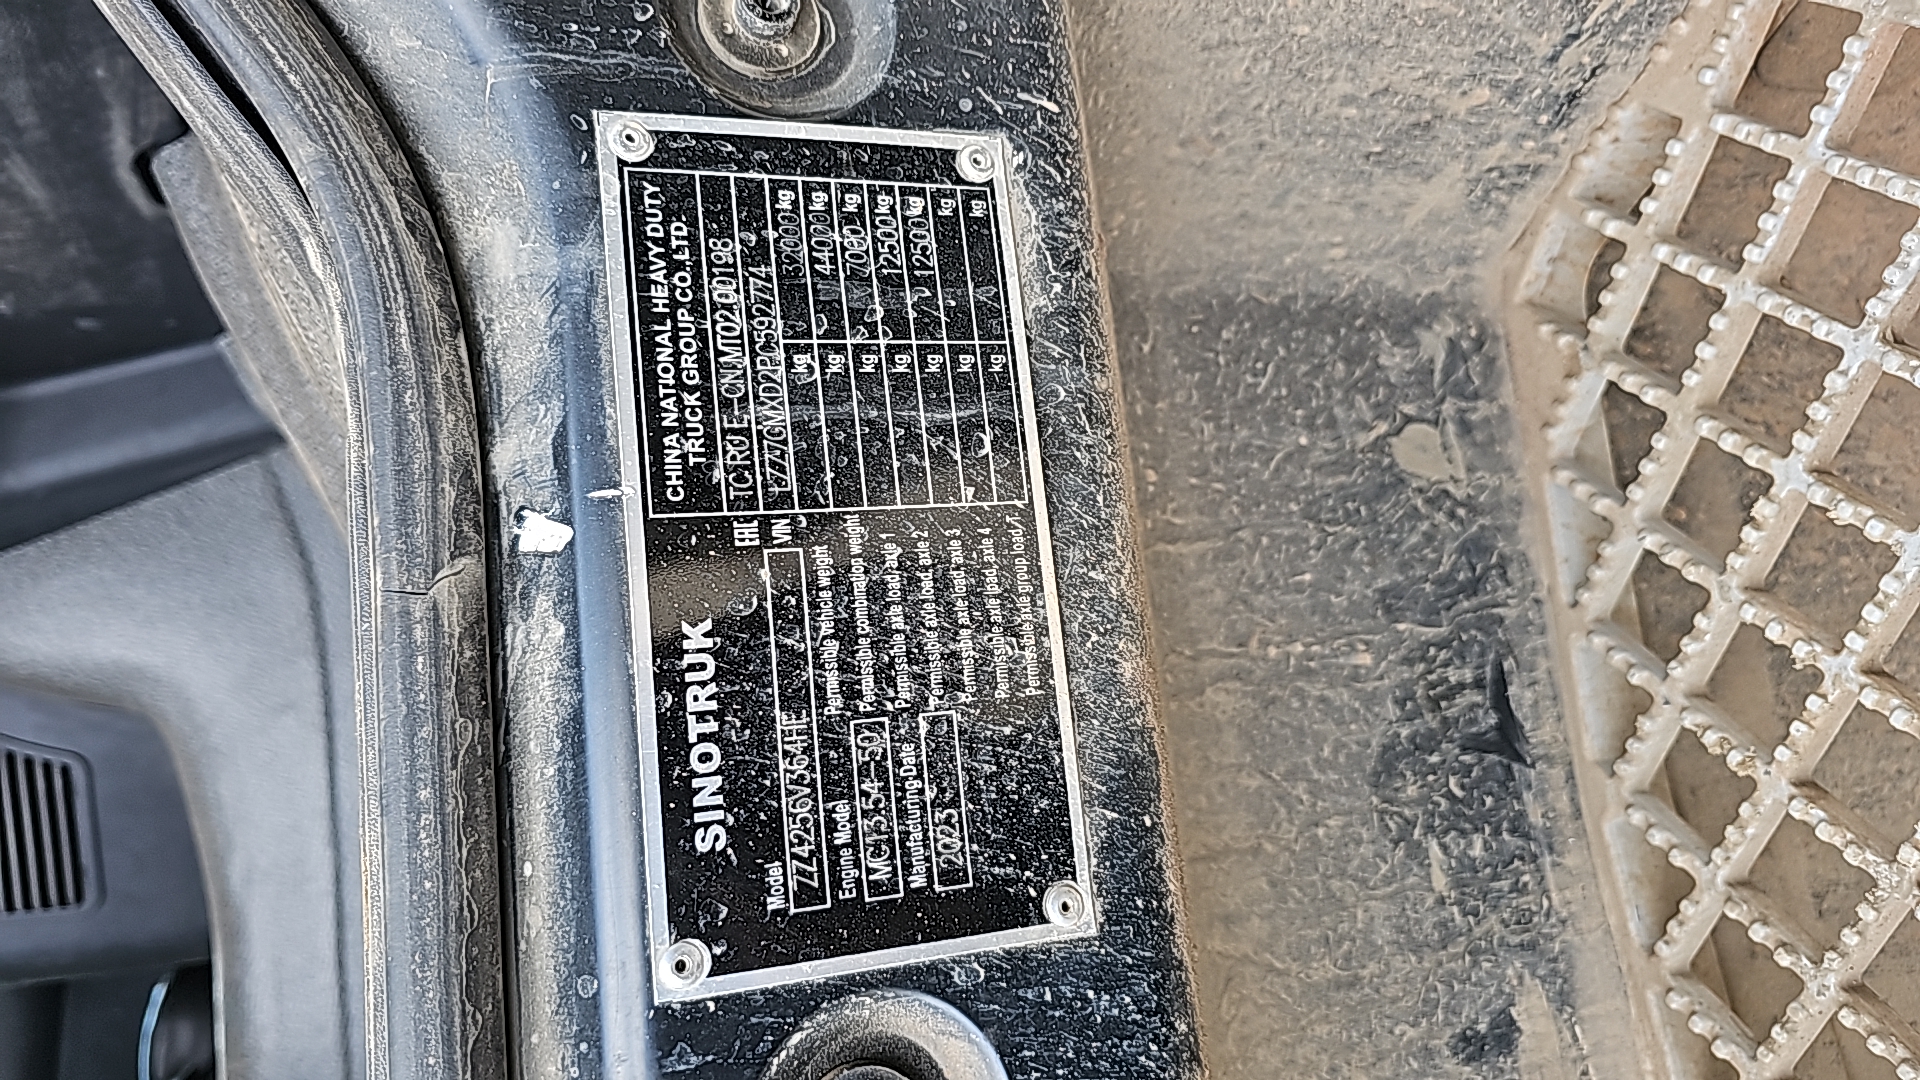 SINOTRUK
CHINA NATIONAL HEAVY DUTY
TRUCK GROUP CO.,LTD.
EAC TC RU E-CN.MT02.00198
Model VIN LZZ7GMXD2PC592774
ZZ4256V364HE
Permissible vehicle weight kg 32000 kg
Engine Model Permissible combination weight kg 44000 kg
MC13.54-50 Permissible axle load, axle 1 kg 7000 kg
Manufacturing Date Permissible axle load, axle 2 kg 12500 kg
2023 Permissible axle load, axle 3 kg 12500 kg
Permissible axle load, axle 4 kg kg
Permissible axle group load, T kg kg